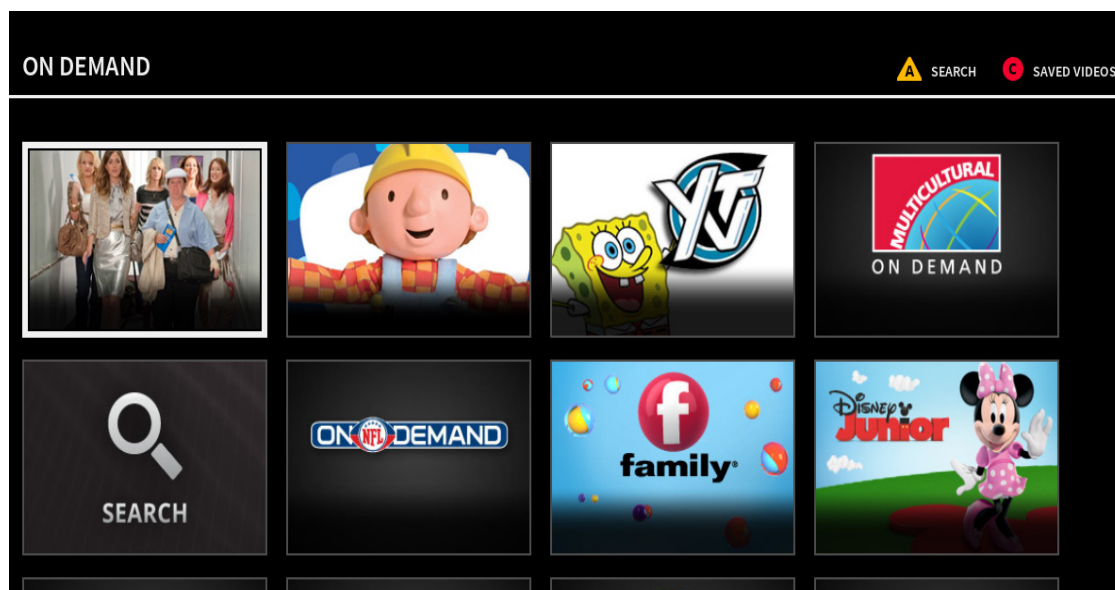 ON DEMAND
A SEARCH C SAVED VIDEOS
YTV
MULTICULTURAL
ON DEMAND
SEARCH
ON NFL DEMAND
f
family
Disney
Junior